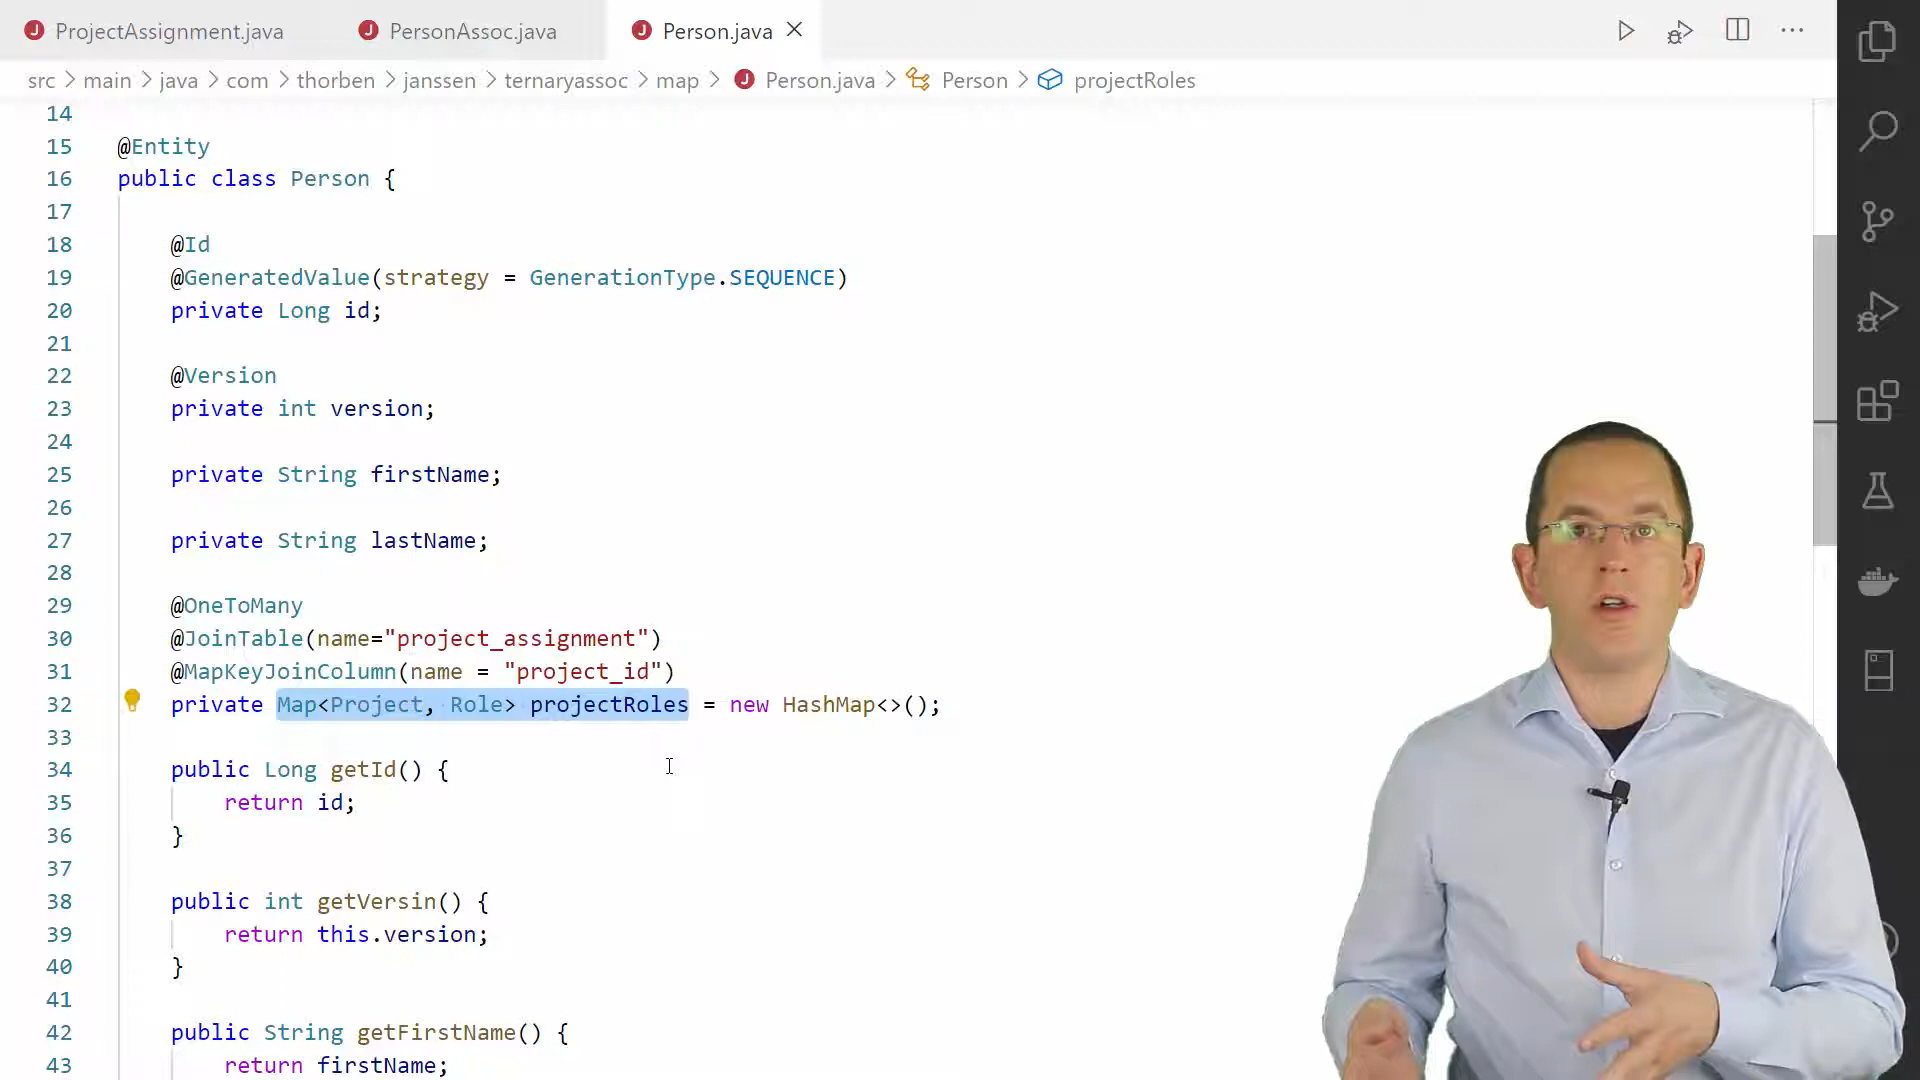 ProjectAssignment.java PersonAssoc.java Person.java
src > main > java > com > thorben > janssen > ternaryassoc > map > Person.java > Person > projectRoles
14
15 @Entity
16 public class Person {
17
18 @Id
19 @GeneratedValue(strategy = GenerationType.SEQUENCE)
20 private Long id;
21
22 @Version
23 private int version;
24
25 private String firstName;
26
27 private String lastName;
28
29 @OneToMany
30 @JoinTable(name="project_assignment")
31 @MapKeyJoinColumn(name = "project_id")
32 private Map<Project, Role> projectRoles = new HashMap<>();
33
34 public Long getId() {
35 return id;
36 }
37
38 public int getVersin() {
39 return this.version;
40 }
41
42 public String getFirstName() {
43 return firstName;